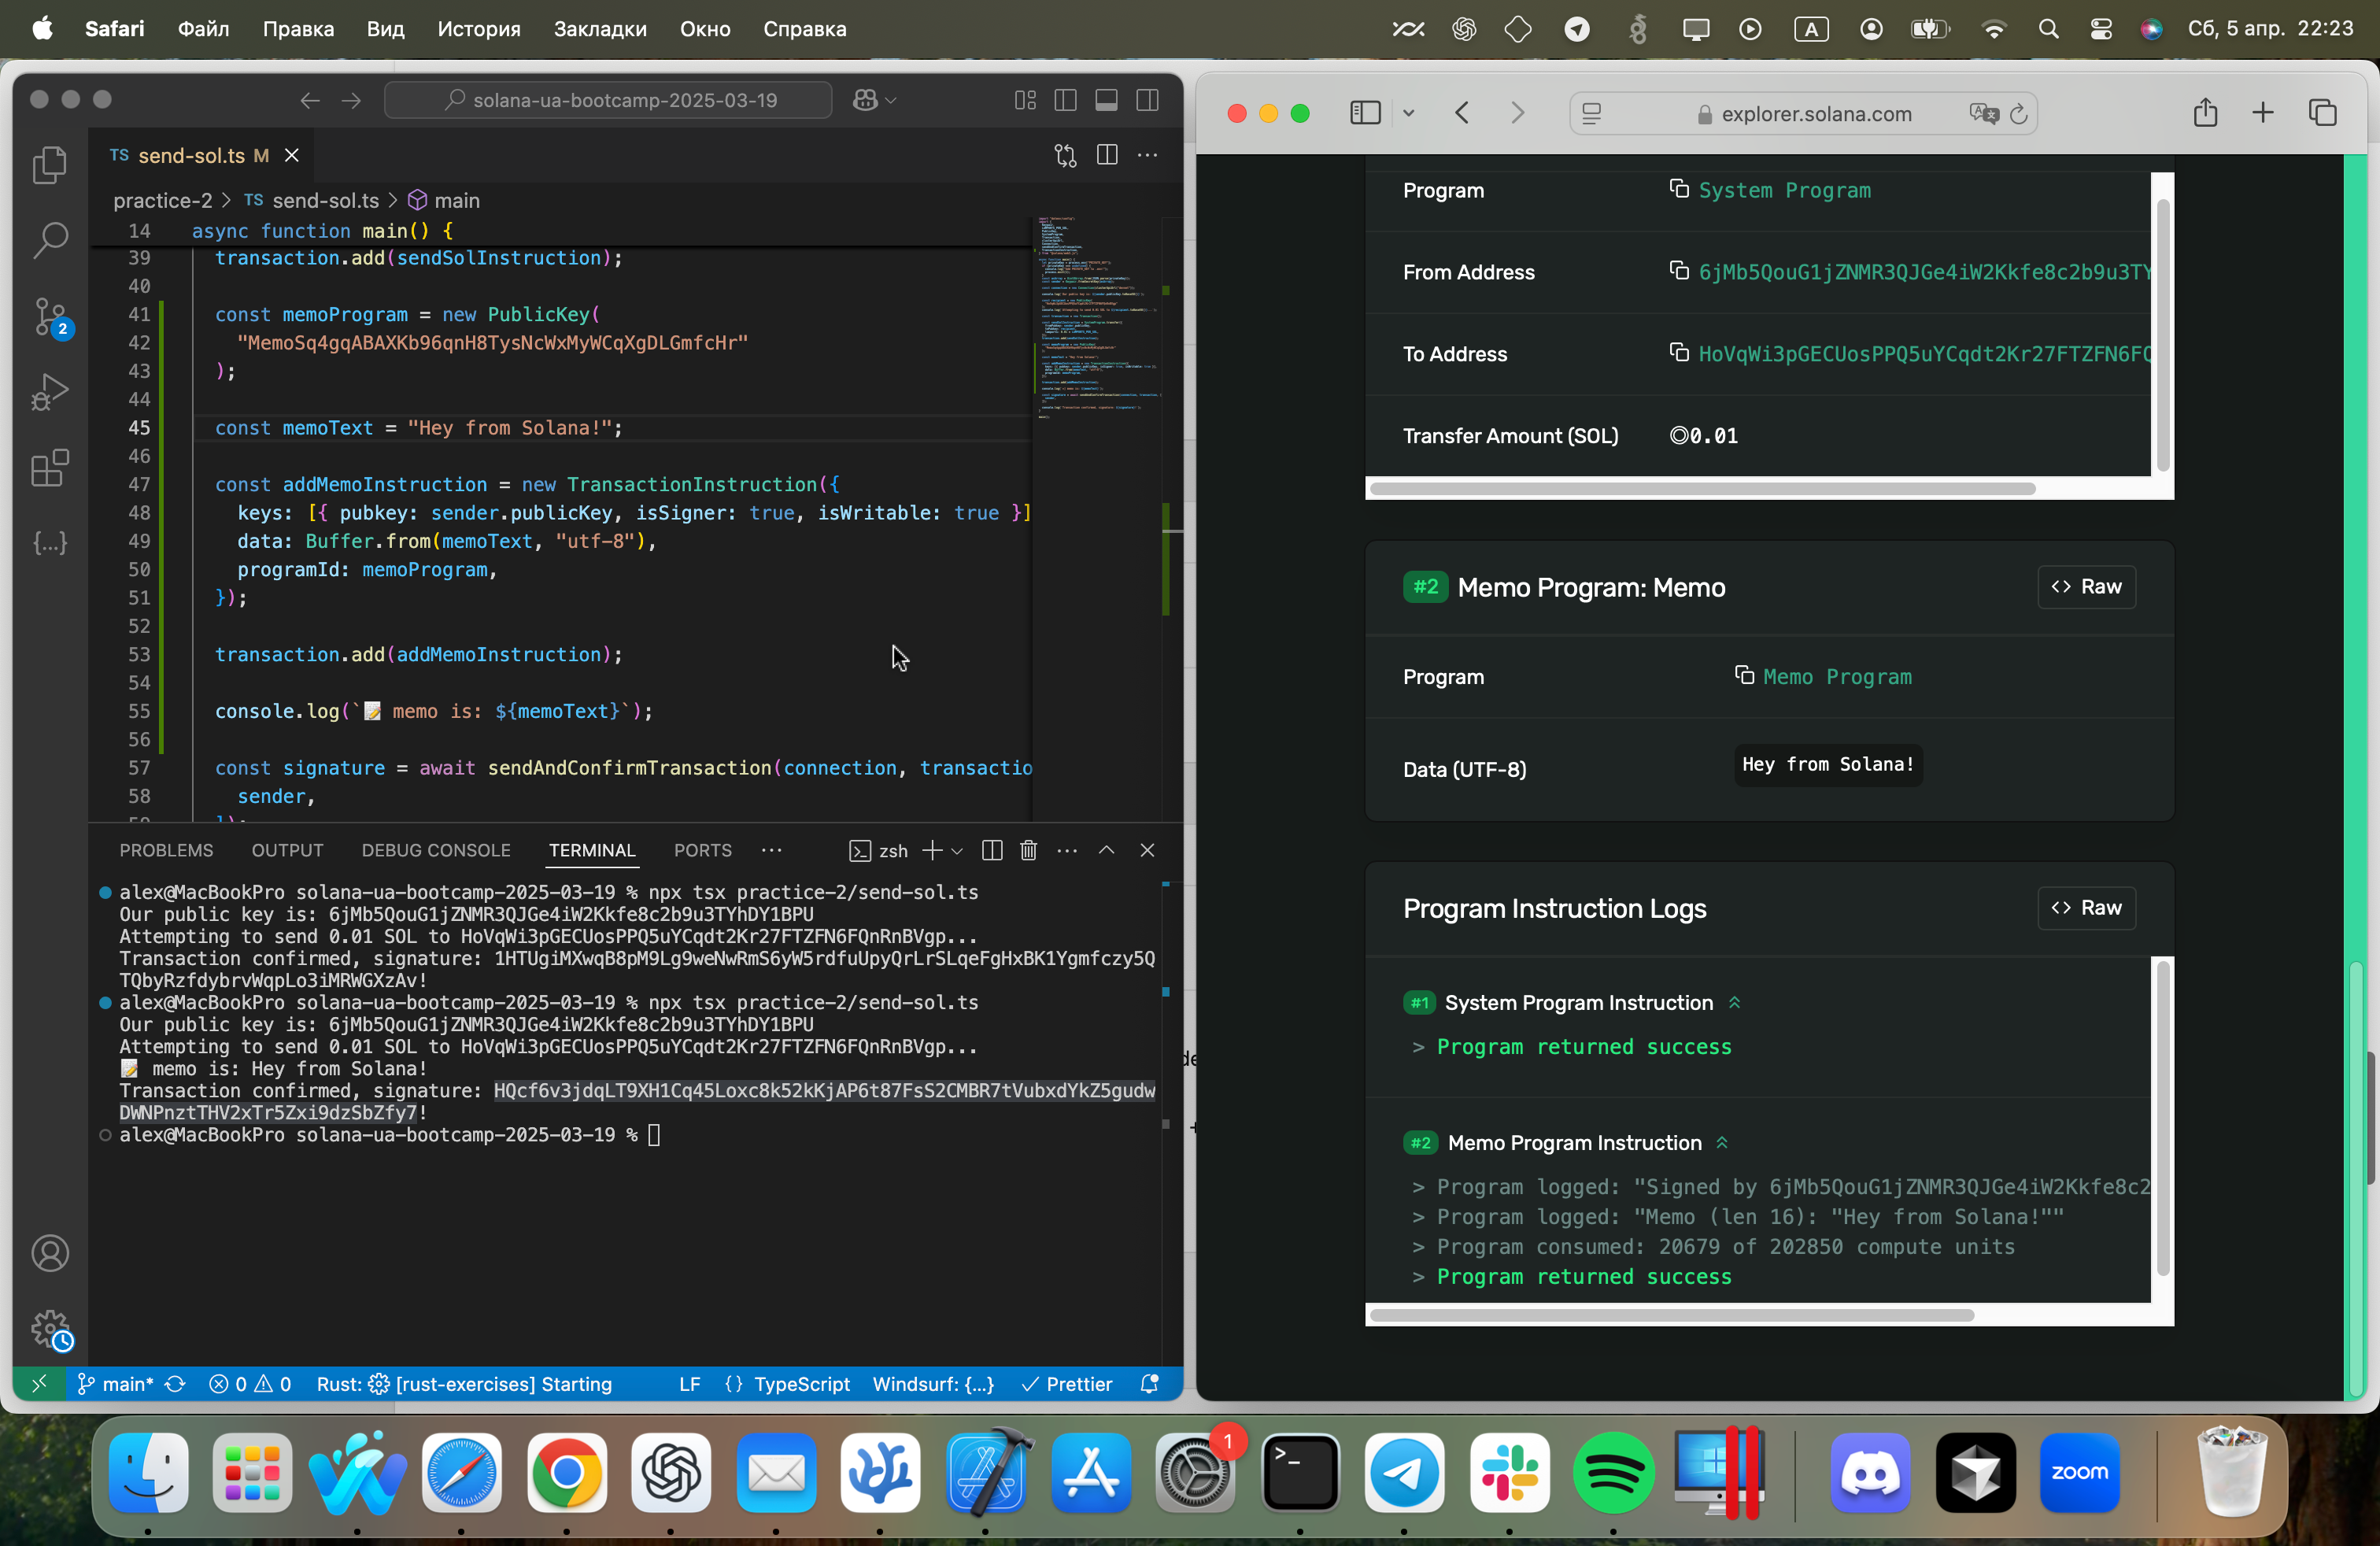 Safari Файл Правка Вид История Закладки Окно Справка
A
Сб, 5 апр. 22:23
solana-ua-bootcamp-2025-03-19
TS send-sol.ts M
practice-2 > TS send-sol.ts > main
14 async function main() {
39 transaction.add(sendSolInstruction);
40
41 const memoProgram = new PublicKey(
42 "MemoSq4gqABAXKb96qnH8TysNcWxMyWCqXgDLGmfcHr"
43 );
44
45 const memoText = "Hey from Solana!";
46
47 const addMemoInstruction = new TransactionInstruction({
48 keys: [{ pubkey: sender.publicKey, isSigner: true, isWritable: true }]
49 data: Buffer.from(memoText, "utf-8"),
50 programId: memoProgram,
51 });
52
53 transaction.add(addMemoInstruction);
54
55 console.log(`📝 memo is: ${memoText}`);
56
57 const signature = await sendAndConfirmTransaction(connection, transactio
58 sender,
2
{...}
PROBLEMS OUTPUT DEBUG CONSOLE TERMINAL PORTS ... zsh
alex@MacBookPro solana-ua-bootcamp-2025-03-19 % npx tsx practice-2/send-sol.ts
Our public key is: 6jMb5QouG1jZNMR3QJGe4iW2Kkfe8c2b9u3TYhDY1BPU
Attempting to send 0.01 SOL to HoVqWi3pGECUosPPQ5uYCqdt2Kr27FTZFN6FQnRnBVgp...
Transaction confirmed, signature: 1HTUgiMXwqB8pM9Lg9weNwRmS6yW5rdfuUpyQrLrSLqeFgHxBK1Ygmfczy5Q
TQbyRzfdybrvWqpLo3iMRWGXzAv!
alex@MacBookPro solana-ua-bootcamp-2025-03-19 % npx tsx practice-2/send-sol.ts
Our public key is: 6jMb5QouG1jZNMR3QJGe4iW2Kkfe8c2b9u3TYhDY1BPU
Attempting to send 0.01 SOL to HoVqWi3pGECUosPPQ5uYCqdt2Kr27FTZFN6FQnRnBVgp...
📝 memo is: Hey from Solana!
Transaction confirmed, signature: HQcf6v3jdqLT9XH1Cq45Loxc8k52kKjAP6t87FsS2CMBR7tVubxdYkZ5gudw
DWNPnztTHV2xTr5Zxi9dzSbZfy7!
alex@MacBookPro solana-ua-bootcamp-2025-03-19 %
main* 0 0 Rust: [rust-exercises] Starting LF {} TypeScript Windsurf: {...} Prettier
explorer.solana.com
Program System Program
From Address 6jMb5QouG1jZNMR3QJGe4iW2Kkfe8c2b9u3TY
To Address HoVqWi3pGECUosPPQ5uYCqdt2Kr27FTZFN6FQ
Transfer Amount (SOL) ◎0.01
#2 Memo Program: Memo <> Raw
Program Memo Program
Data (UTF-8) Hey from Solana!
Program Instruction Logs <> Raw
#1 System Program Instruction
> Program returned success
#2 Memo Program Instruction
> Program logged: "Signed by 6jMb5QouG1jZNMR3QJGe4iW2Kkfe8c2
> Program logged: "Memo (len 16): "Hey from Solana!""
> Program consumed: 20679 of 202850 compute units
> Program returned success
de
1
zoom